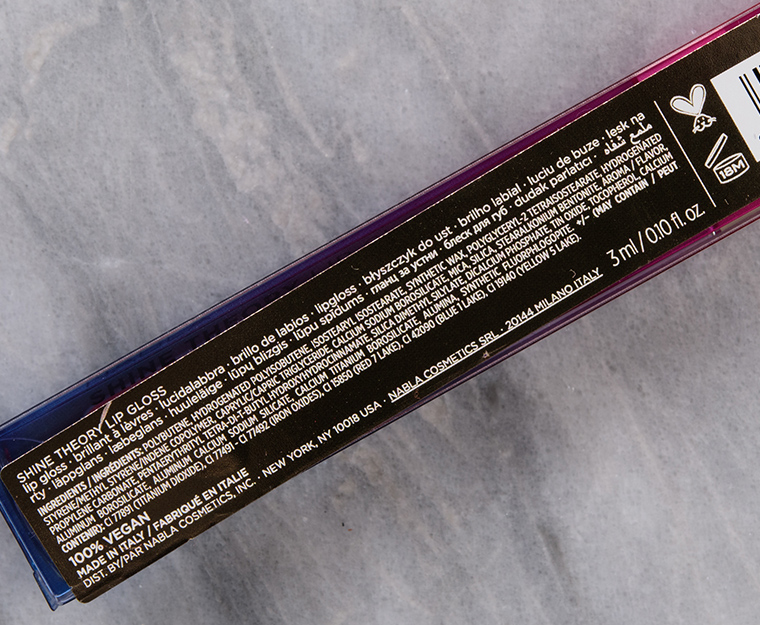 SHINE THEORY LIP GLOSS
lip gloss · brillant à lèvres · lucidalabbra · brillo de labios · lipgloss · błyszczyk do ust · brilho labial · luciu de buze · lesk na
rty · läppglans · læbeglans · huuleläige · lūpu blizgis · lūpu spīdums · гланц за устни · блеск для губ · dudak parlatıcı · ملمع شفاه
INGREDIENTS / INGRÉDIENTS: POLYBUTENE, HYDROGENATED POLYISOBUTENE, ISOSTEARYL ISOSTEARATE, SYNTHETIC WAX, POLYGLYCERYL-2 TETRAISOSTEARATE, HYDROGENATED
STYRENE/METHYL STYRENE/INDENE COPOLYMER, CAPRYLIC/CAPRIC TRIGLYCERIDE, CALCIUM SODIUM BOROSILICATE, MICA, SILICA, STEARALKONIUM BENTONITE, AROMA / FLAVOR,
PROPYLENE CARBONATE, PENTAERYTHRITYL TETRA-DI-T-BUTYL HYDROXYHYDROCINNAMATE, SILICA DIMETHYL SILYLATE, DICALCIUM PHOSPHATE, TIN OXIDE, TOCOPHEROL, CALCIUM
ALUMINUM BOROSILICATE, ALUMINUM CALCIUM SODIUM SILICATE, CALCIUM TITANIUM BOROSILICATE, ALUMINA, SYNTHETIC FLUORPHLOGOPITE. +/- (MAY CONTAIN / PEUT
CONTENIR): CI 77891 (TITANIUM DIOXIDE), CI 77491 - CI 77492 (IRON OXIDES), CI 15850 (RED 7 LAKE), CI 42090 (BLUE 1 LAKE), CI 19140 (YELLOW 5 LAKE).
100% VEGAN
MADE IN ITALY / FABRIQUÉ EN ITALIE
DIST. BY/PAR NABLA COSMETICS, INC. · NEW YORK, NY 10018 USA · NABLA COSMETICS SRL · 20144 MILANO ITALY
3 ml / 0.10 fl. oz
18M
SHINE THEORY